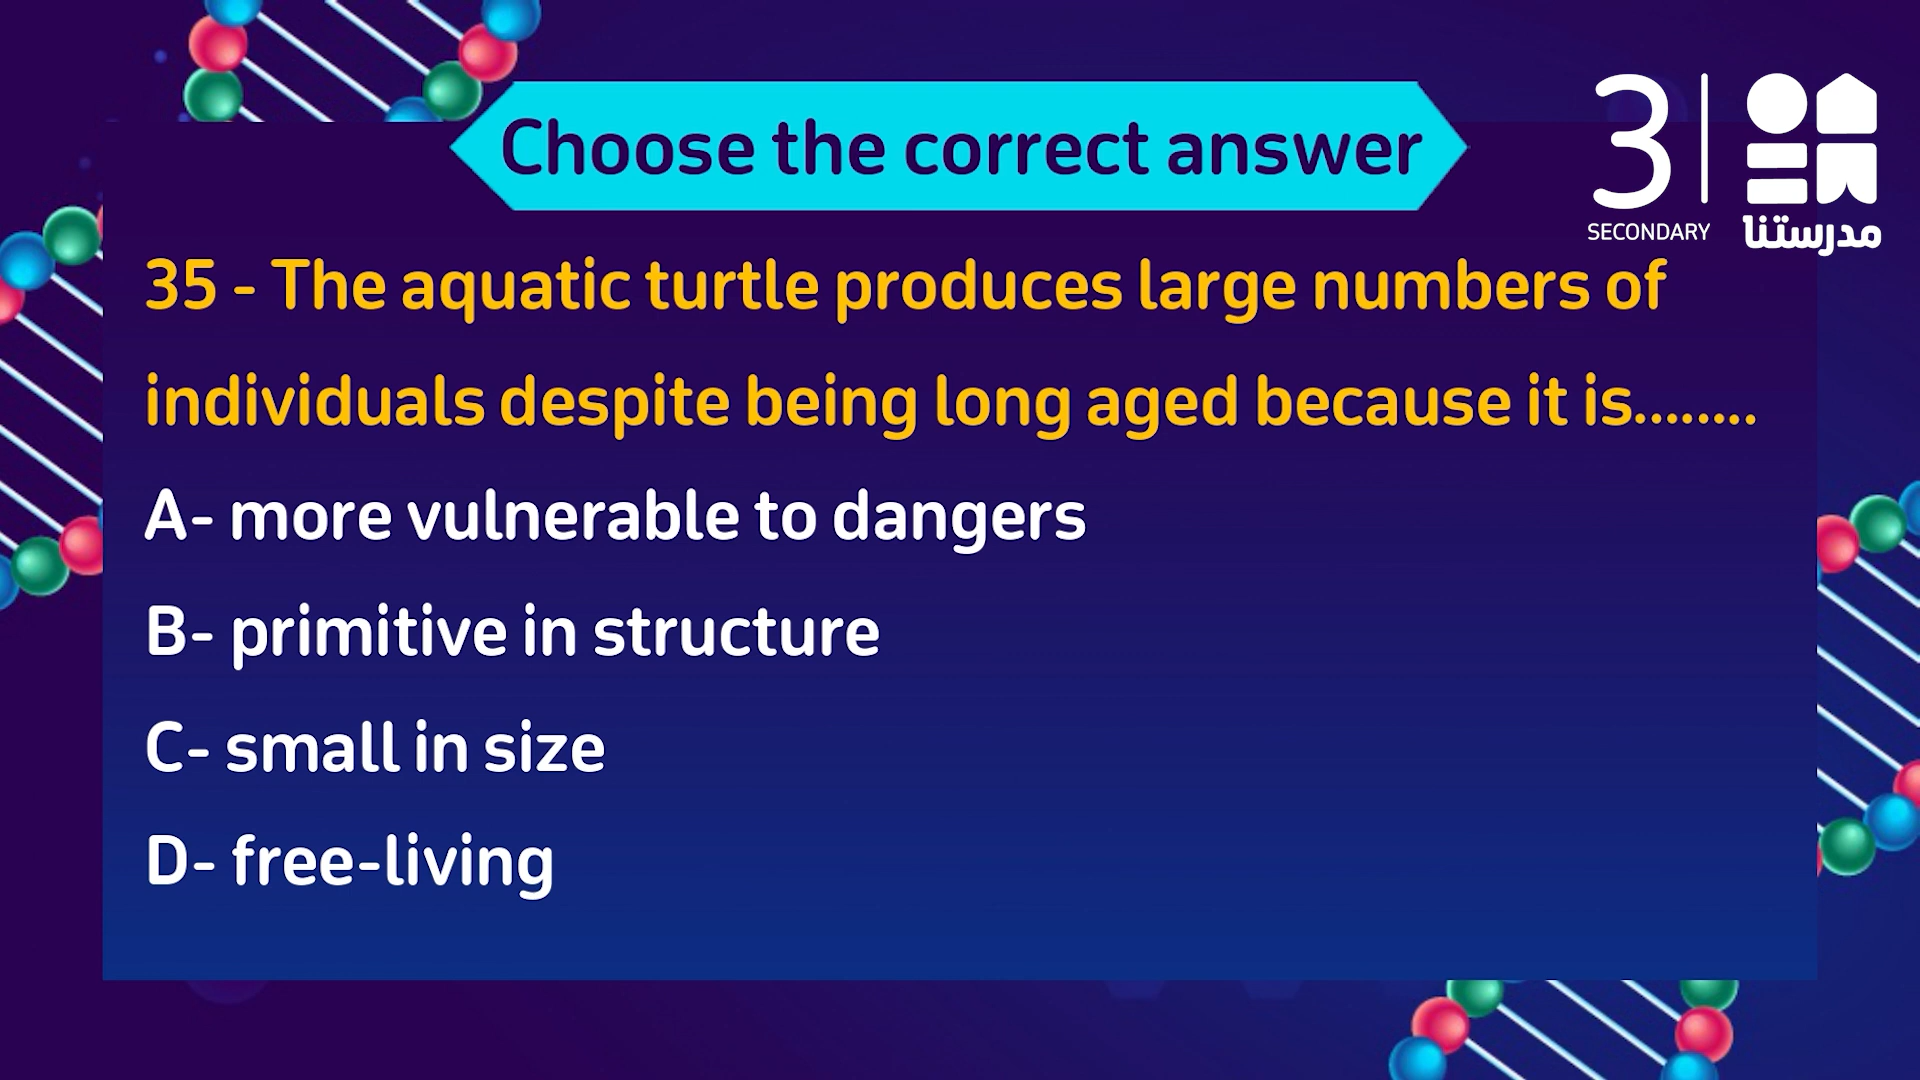 Choose the correct answer
3
SECONDARY
مدرستنا
35 - The aquatic turtle produces large numbers of
individuals despite being long aged because it is........
A- more vulnerable to dangers
B- primitive in structure
C- small in size
D- free-living